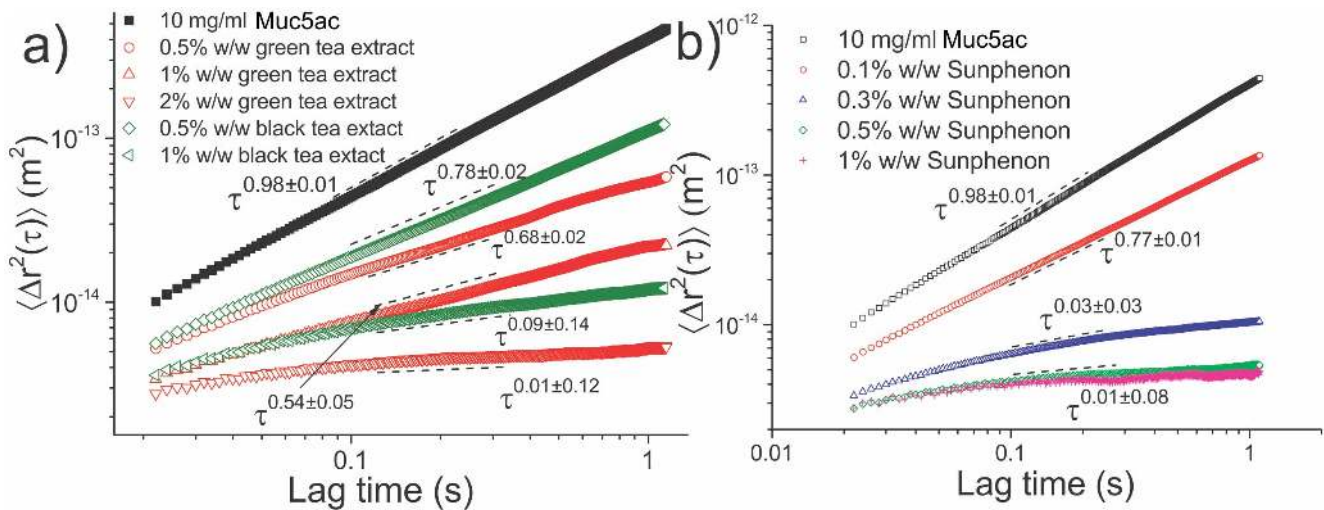 a)
10 mg/ml Muc5ac
0.5% w/w green tea extract
1% w/w green tea extract
2% w/w green tea extract
0.5% w/w black tea extact
1% w/w black tea extact
⟨Δr²(τ)⟩ (m²)
10⁻¹³
10⁻¹⁴
τ^0.98±0.01
τ^0.78±0.02
τ^0.68±0.02
τ^0.09±0.14
τ^0.01±0.12
τ^0.54±0.05
0.1
1
Lag time (s)
b)
10 mg/ml Muc5ac
0.1% w/w Sunphenon
0.3% w/w Sunphenon
0.5% w/w Sunphenon
1% w/w Sunphenon
⟨Δr²(τ)⟩ (m²)
10⁻¹²
10⁻¹³
10⁻¹⁴
τ^0.98±0.01
τ^0.77±0.01
τ^0.03±0.03
τ^0.01±0.08
0.01
0.1
1
Lag time (s)